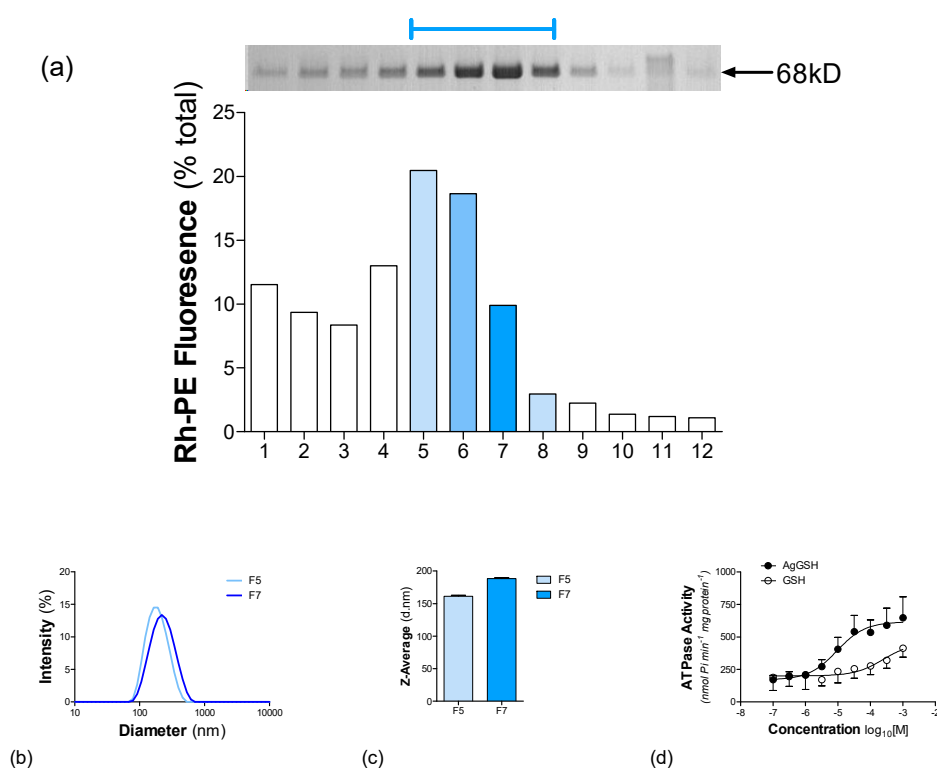 (a)
68kD
Rh-PE Fluoresence (% total)
25
20
15
10
5
0
1 2 3 4 5 6 7 8 9 10 11 12
20
15
10
5
0
Intensity (%)
10 100 1000 10000
Diameter (nm)
F5
F7
(b)
200
150
100
50
0
Z-Average (d.nm)
F5 F7
F5
F7
(c)
AgGSH
GSH
1000
750
500
250
0
ATPase Activity
(nmol Pi min-1 mg protein-1)
-8 -7 -6 -5 -4 -3 -2
Concentration log10[M]
(d)